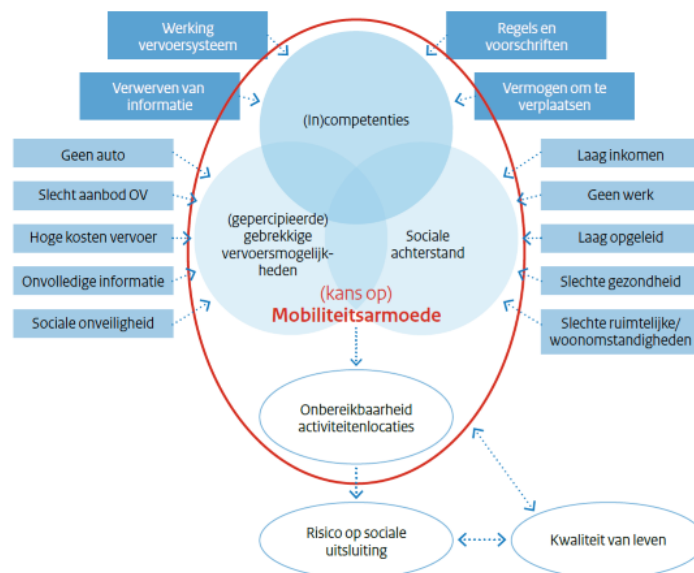 Werking
vervoersysteem
Regels en
voorschriften
Verwerven van
informatie
Vermogen om te
verplaatsen
(In)competenties
Geen auto
Slecht aanbod OV
Hoge kosten vervoer
Onvolledige informatie
Sociale onveiligheid
(gepercipieerde)
gebrekkige
vervoersmogelijk-
heden
Sociale
achterstand
Laag inkomen
Geen werk
Laag opgeleid
Slechte gezondheid
Slechte ruimtelijke/
woonomstandigheden
(kans op)
Mobiliteitsarmoede
Onbereikbaarheid
activiteitenlocaties
Risico op sociale
uitsluiting
Kwaliteit van leven